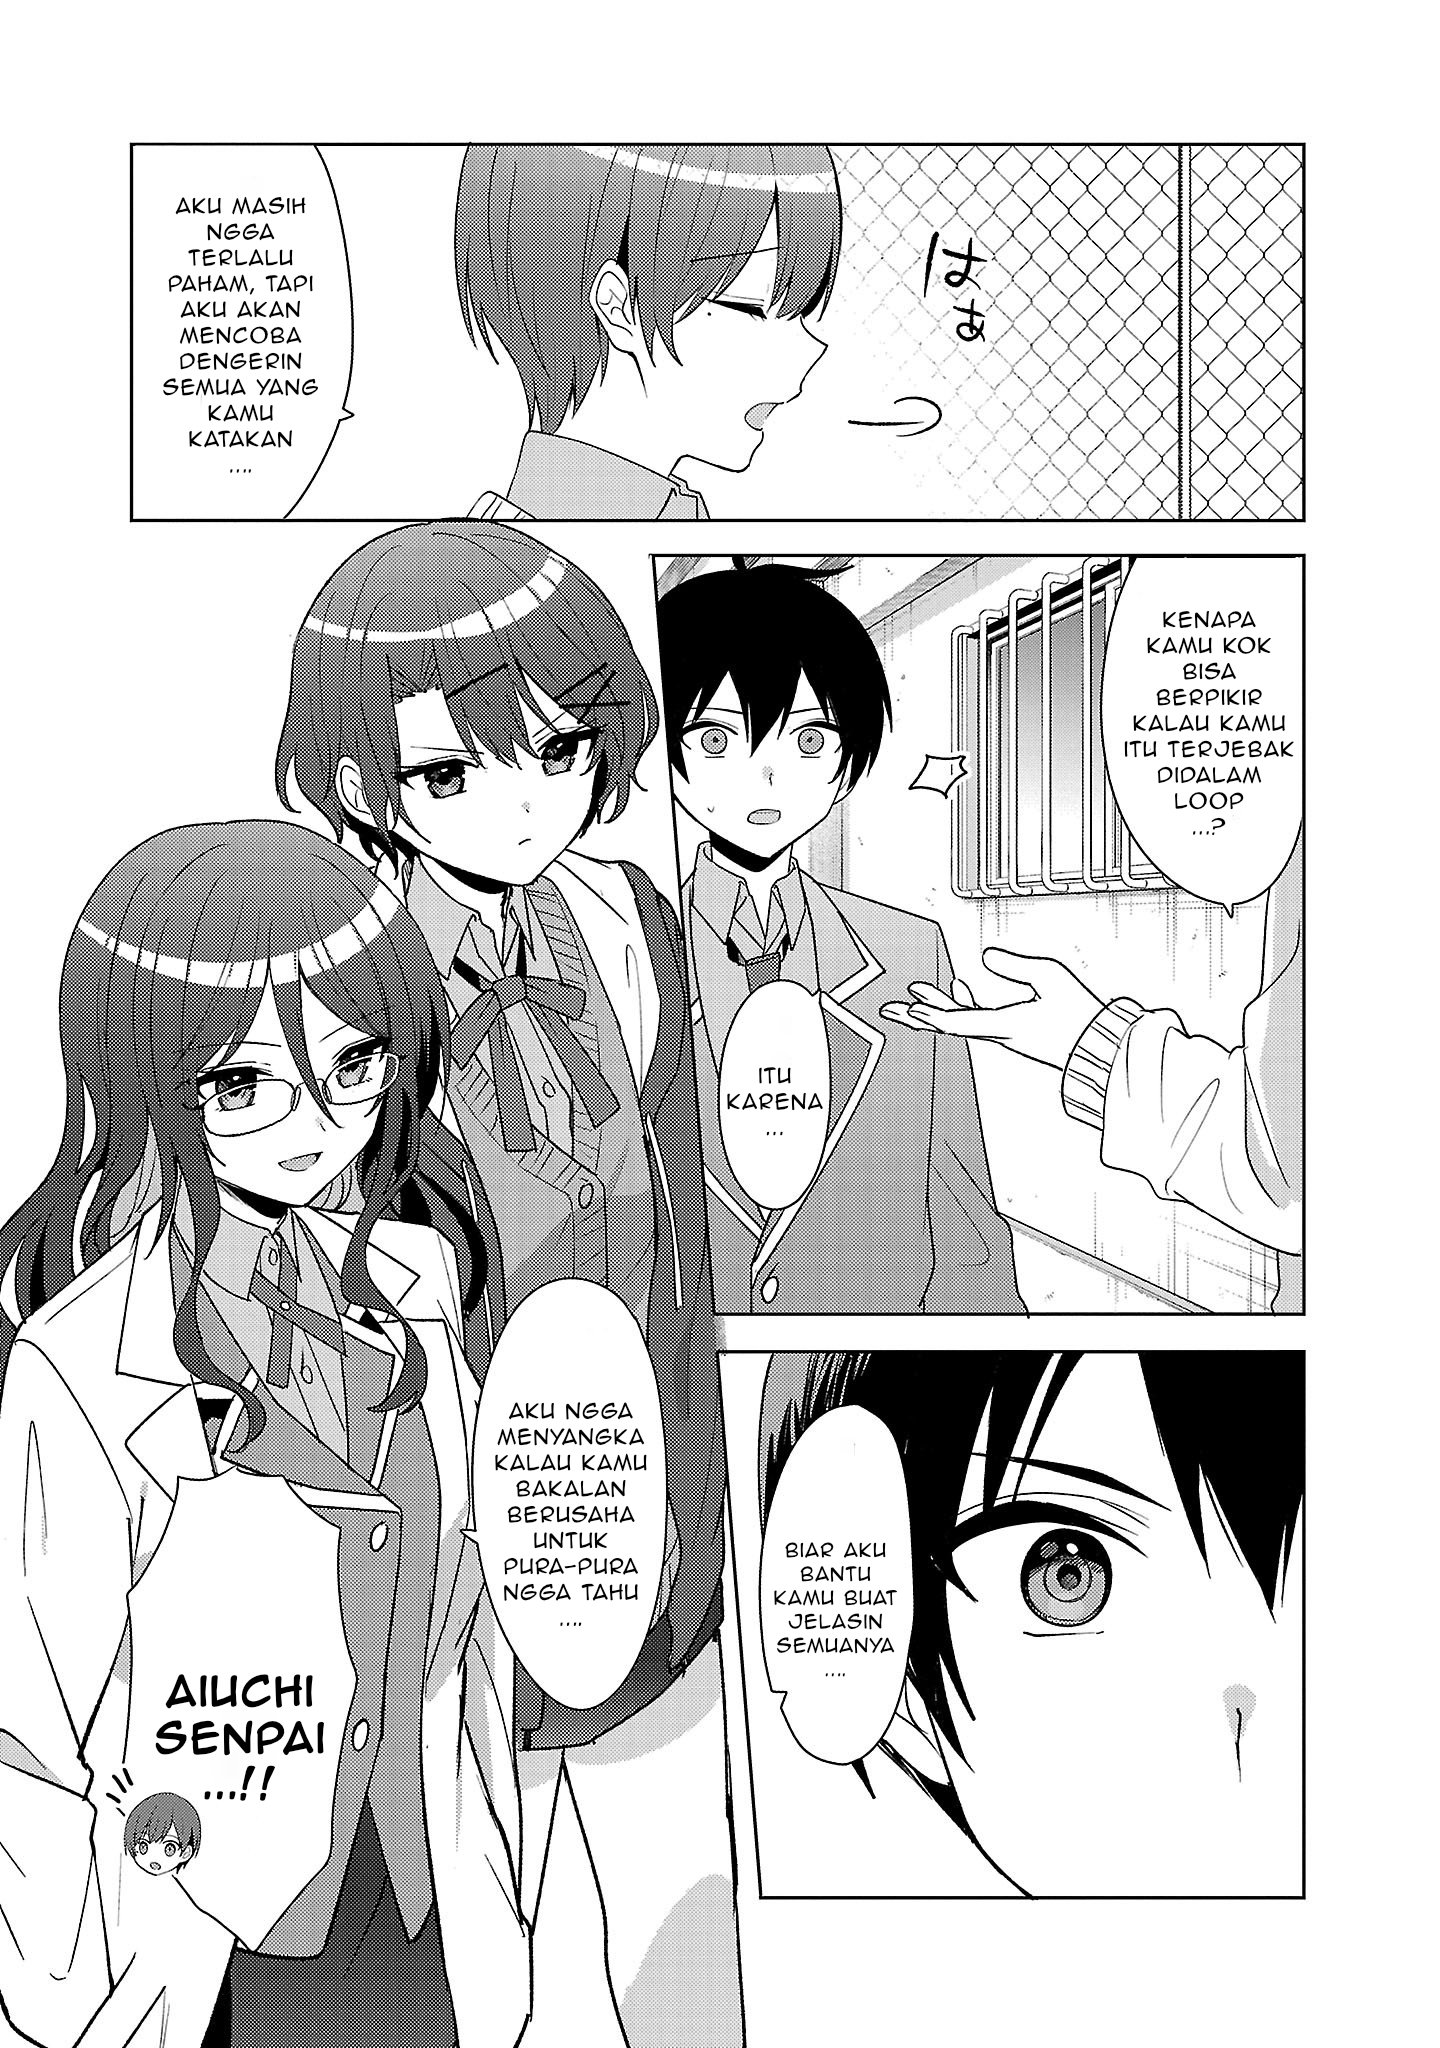 AKU MASIH
NGGA
TERLALU
PAHAM, TAPI
AKU AKAN
MENCOBA
DENGERIN
SEMUA YANG
KAMU
KATAKAN
....
はぁ
KENAPA
KAMU KOK
BISA
BERPIKIR
KALAU KAMU
ITU TERJEBAK
DIDALAM
LOOP
...?
ITU
KARENA
...
BIAR AKU
BANTU
KAMU BUAT
JELASIN
SEMUANYA
....
AKU NGGA
MENYANGKA
KALAU KAMU
BAKALAN
BERUSAHA
UNTUK
PURA-PURA
NGGA TAHU
....
AIUCHI
SENPAI
...!!